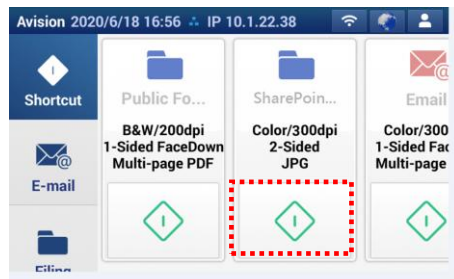 Avision 2020/6/18 16:56 IP 10.1.22.38
Shortcut
E-mail
Filing
Public Fo...
B&W/200dpi
1-Sided FaceDown
Multi-page PDF
SharePoin...
Color/300dpi
2-Sided
JPG
Email
Color/300
1-Sided Fac
Multi-page